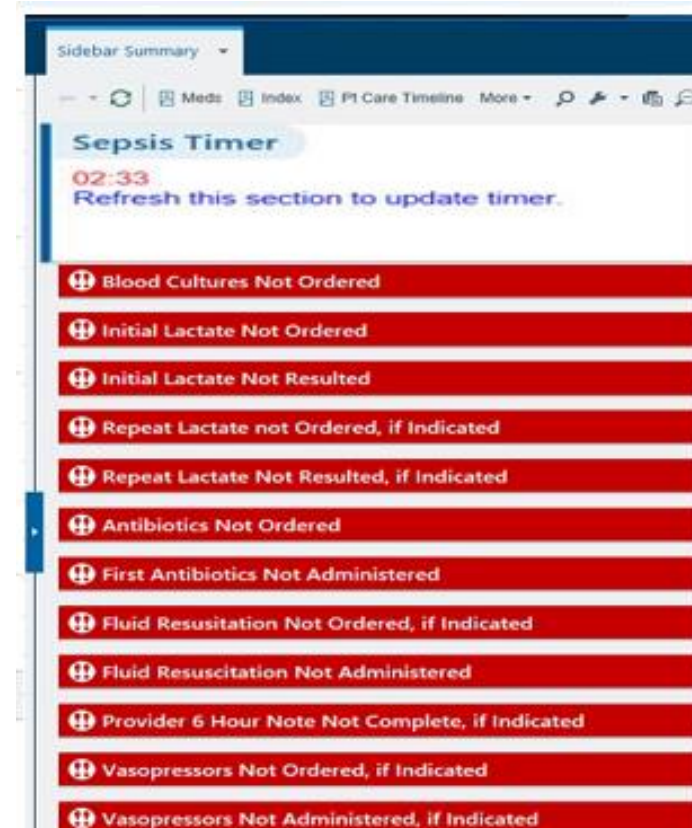 Sidebar Summary
Meds Index Pt Care Timeline More
Sepsis Timer
02:33
Refresh this section to update timer.
Blood Cultures Not Ordered
Initial Lactate Not Ordered
Initial Lactate Not Resulted
Repeat Lactate not Ordered, if Indicated
Repeat Lactate Not Resulted, if Indicated
Antibiotics Not Ordered
First Antibiotics Not Administered
Fluid Resusitation Not Ordered, if Indicated
Fluid Resuscitation Not Administered
Provider 6 Hour Note Not Complete, if Indicated
Vasopressors Not Ordered, if Indicated
Vasopressors Not Administered, if Indicated